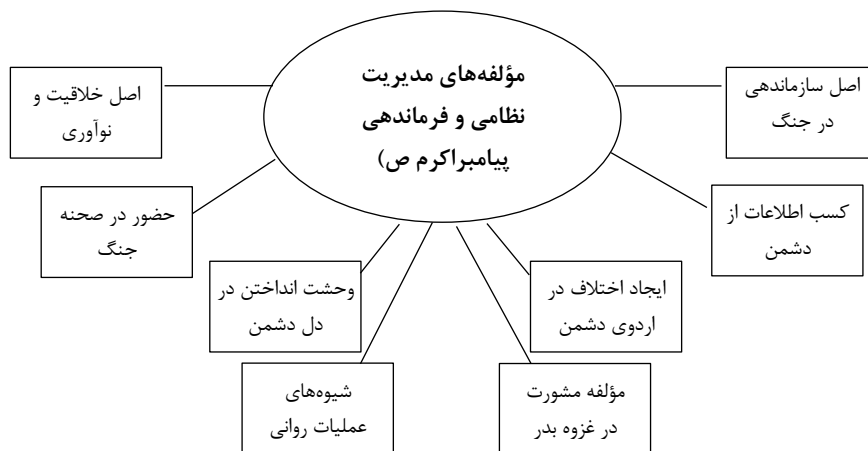 مؤلفه‌های مدیریت
نظامی و فرماندهی
پیامبراکرم ص)
اصل سازماندهی
در جنگ
کسب اطلاعات از
دشمن
ایجاد اختلاف در
اردوی دشمن
مؤلفه مشورت
در غزوه بدر
شیوه‌های
عملیات روانی
وحشت انداختن در
دل دشمن
حضور در صحنه
جنگ
اصل خلاقیت و
نوآوری